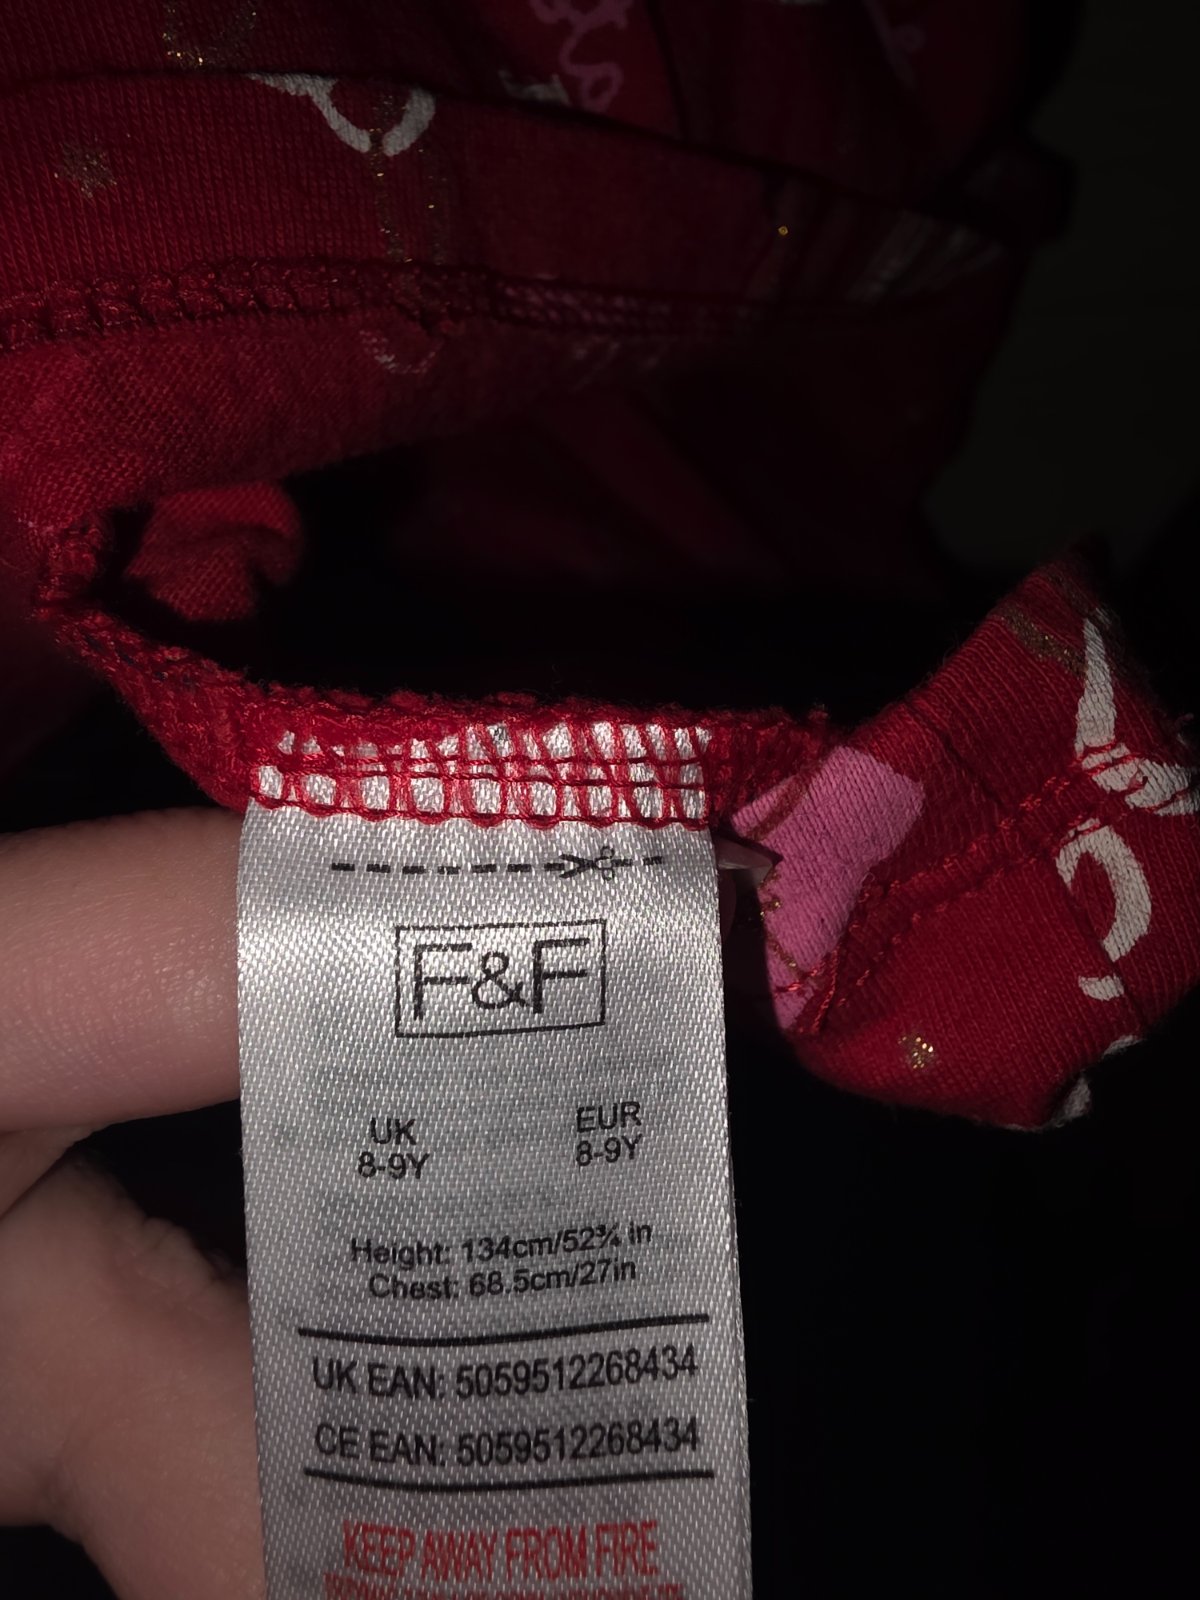 F&F
UK EUR
8-9Y 8-9Y
Height: 134cm/52¾ in
Chest: 68.5cm/27in
UK EAN: 5059512268434
CE EAN: 5059512268434
KEEP AWAY FROM FIRE